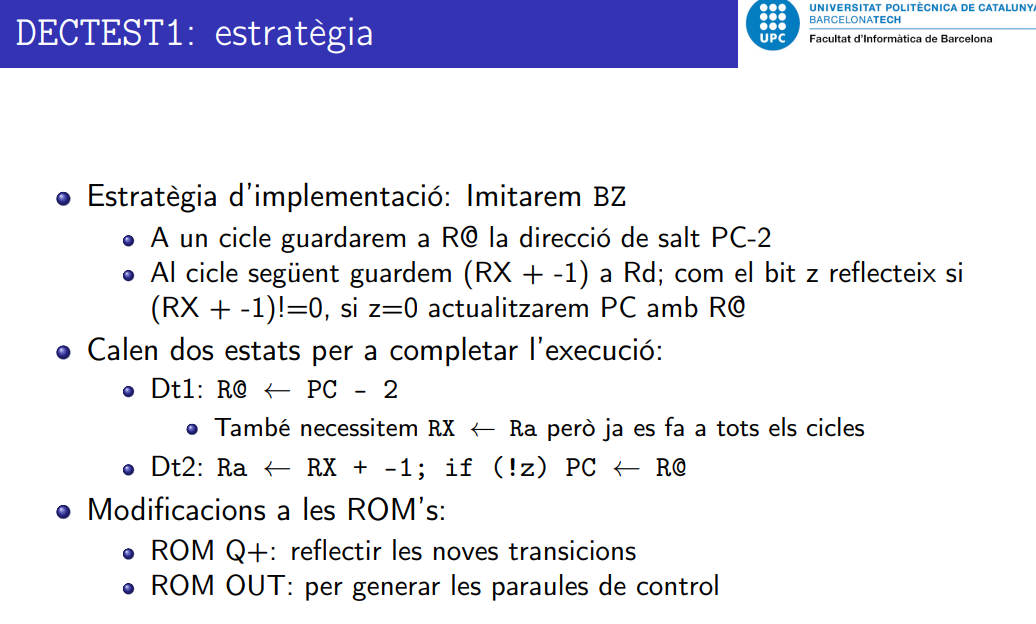 DECTEST1: estratègia
UNIVERSITAT POLITÈCNICA DE CATALUNYA
BARCELONATECH
UPC
Facultat d'Informàtica de Barcelona
Estratègia d'implementació: Imitarem BZ
A un cicle guardarem a R@ la direcció de salt PC-2
Al cicle següent guardem (RX + -1) a Rd; com el bit z reflecteix si
(RX + -1)!=0, si z=0 actualitzarem PC amb R@
Calen dos estats per a completar l'execució:
Dt1: R@ ← PC - 2
També necessitem RX ← Ra però ja es fa a tots els cicles
Dt2: Ra ← RX + -1; if (!z) PC ← R@
Modificacions a les ROM's:
ROM Q+: reflectir les noves transicions
ROM OUT: per generar les paraules de control